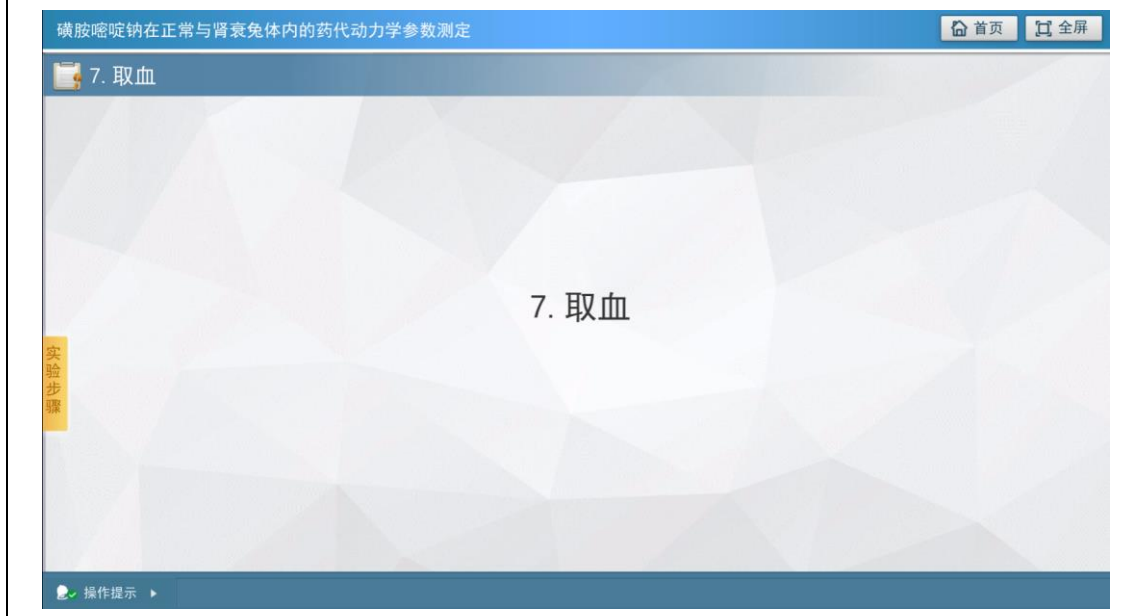 磺胺嘧啶钠在正常与肾衰兔体内的药代动力学参数测定
首页
全屏
7. 取血
7. 取血
实验步骤
操作提示